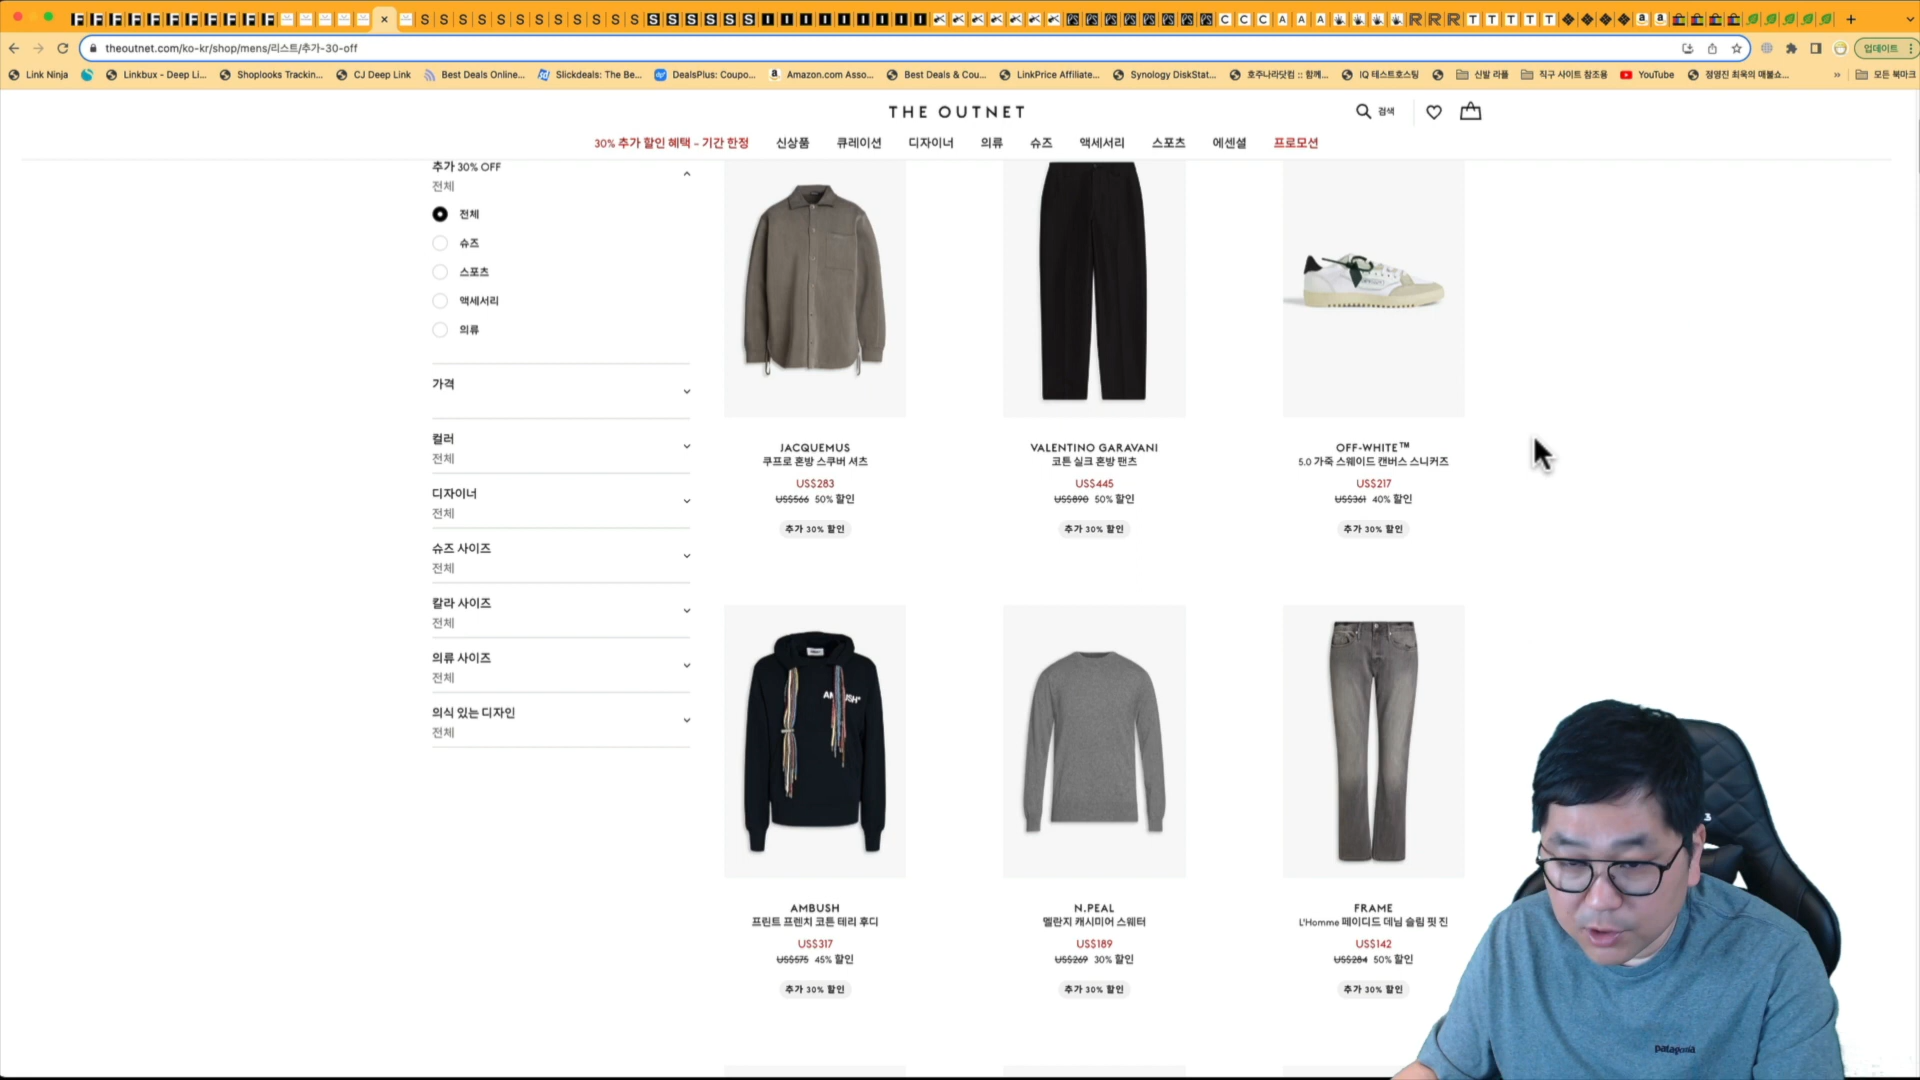 theoutnet.com/ko-kr/shop/mens/리스트/추가-30-off
업데이트
Link Ninja
Linkbux - Deep Li...
Shoplooks Trackin...
CJ Deep Link
Best Deals Online...
Slickdeals: The Be...
DealsPlus: Coupo...
Amazon.com Asso...
Best Deals & Cou...
LinkPrice Affiliate...
Synology DiskStat...
호주나라닷컴 :: 함께...
IQ 테스트호스팅
신발 라플
직구 사이트 참조용
YouTube
정영진 최욱의 매불쇼...
»
모든 북마크
THE OUTNET
검색
30% 추가 할인 혜택 - 기간 한정
신상품
큐레이션
디자이너
의류
슈즈
액세서리
스포츠
에센셜
프로모션
추가 30% OFF
전체
전체
슈즈
스포츠
액세서리
의류
가격
컬러
전체
디자이너
전체
슈즈 사이즈
전체
칼라 사이즈
전체
의류 사이즈
전체
의식 있는 디자인
전체
JACQUEMUS
쿠프로 혼방 스쿠버 셔츠
US$283
US$566 50% 할인
추가 30% 할인
VALENTINO GARAVANI
코튼 실크 혼방 팬츠
US$445
US$890 50% 할인
추가 30% 할인
OFF-WHITE™
5.0 가죽 스웨이드 캔버스 스니커즈
US$217
US$361 40% 할인
추가 30% 할인
AMBUSH
프린트 프렌치 코튼 테리 후디
US$317
US$575 45% 할인
추가 30% 할인
N.PEAL
멜란지 캐시미어 스웨터
US$189
US$269 30% 할인
추가 30% 할인
FRAME
L'Homme 페이디드 데님 슬림 핏 진
US$142
US$284 50% 할인
추가 30% 할인
patagonia